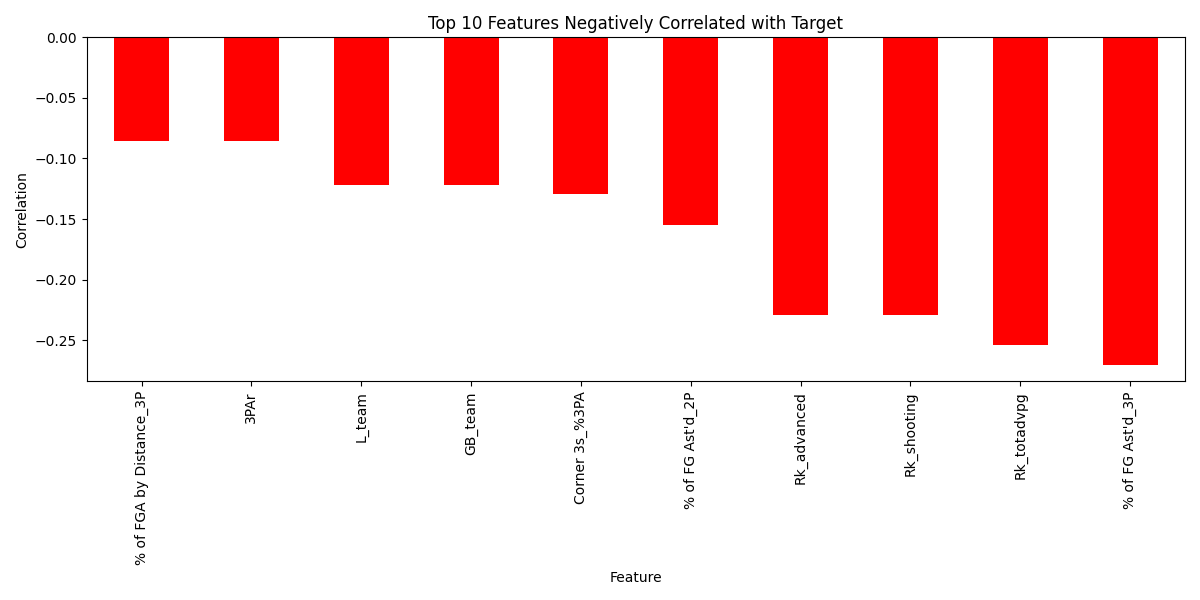 Top 10 Features Negatively Correlated with Target
0.00
−0.05
−0.10
−0.15
−0.20
−0.25
Correlation
% of FGA by Distance_3P
3PAr
L_team
GB_team
Corner 3s_%3PA
% of FG Ast'd_2P
Rk_advanced
Rk_shooting
Rk_totadvpg
% of FG Ast'd_3P
Feature